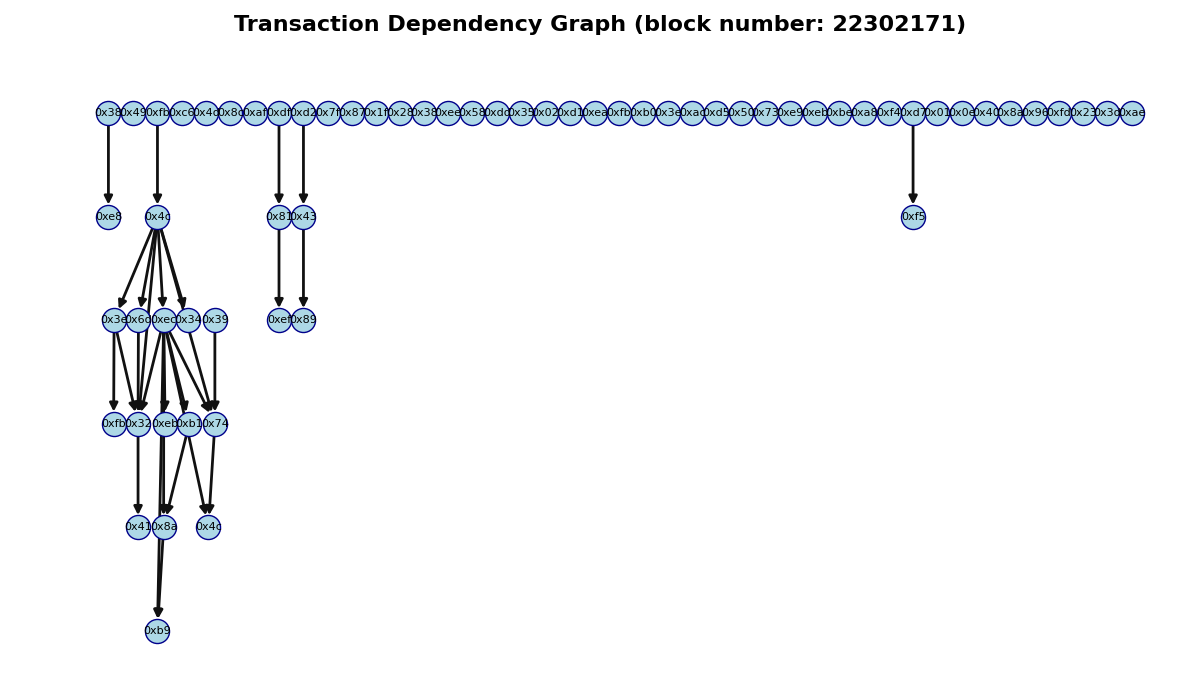 Transaction Dependency Graph (block number: 22302171)
0x38 0x49 0xfb 0xc6 0x4c 0x8c 0xaf 0xdf 0xd2 0x7f 0x87 0x1f 0x28 0x38 0xee 0x58 0xdc 0x35 0x02 0xd1 0xea 0xfb 0xb0 0x3e 0xac 0xd5 0x50 0x73 0xe9 0xeb 0xbe 0xa8 0xf4 0xd7 0x01 0x0e 0x40 0x8a 0x96 0xfd 0x23 0x3c 0xae
0xe8 0x4c 0x81 0x43 0xf5
0x3e 0x6c 0xec 0x34 0x39 0xef 0x89
0xfb 0x32 0xeb 0xb1 0x74
0x41 0x8a 0x4c
0xb9